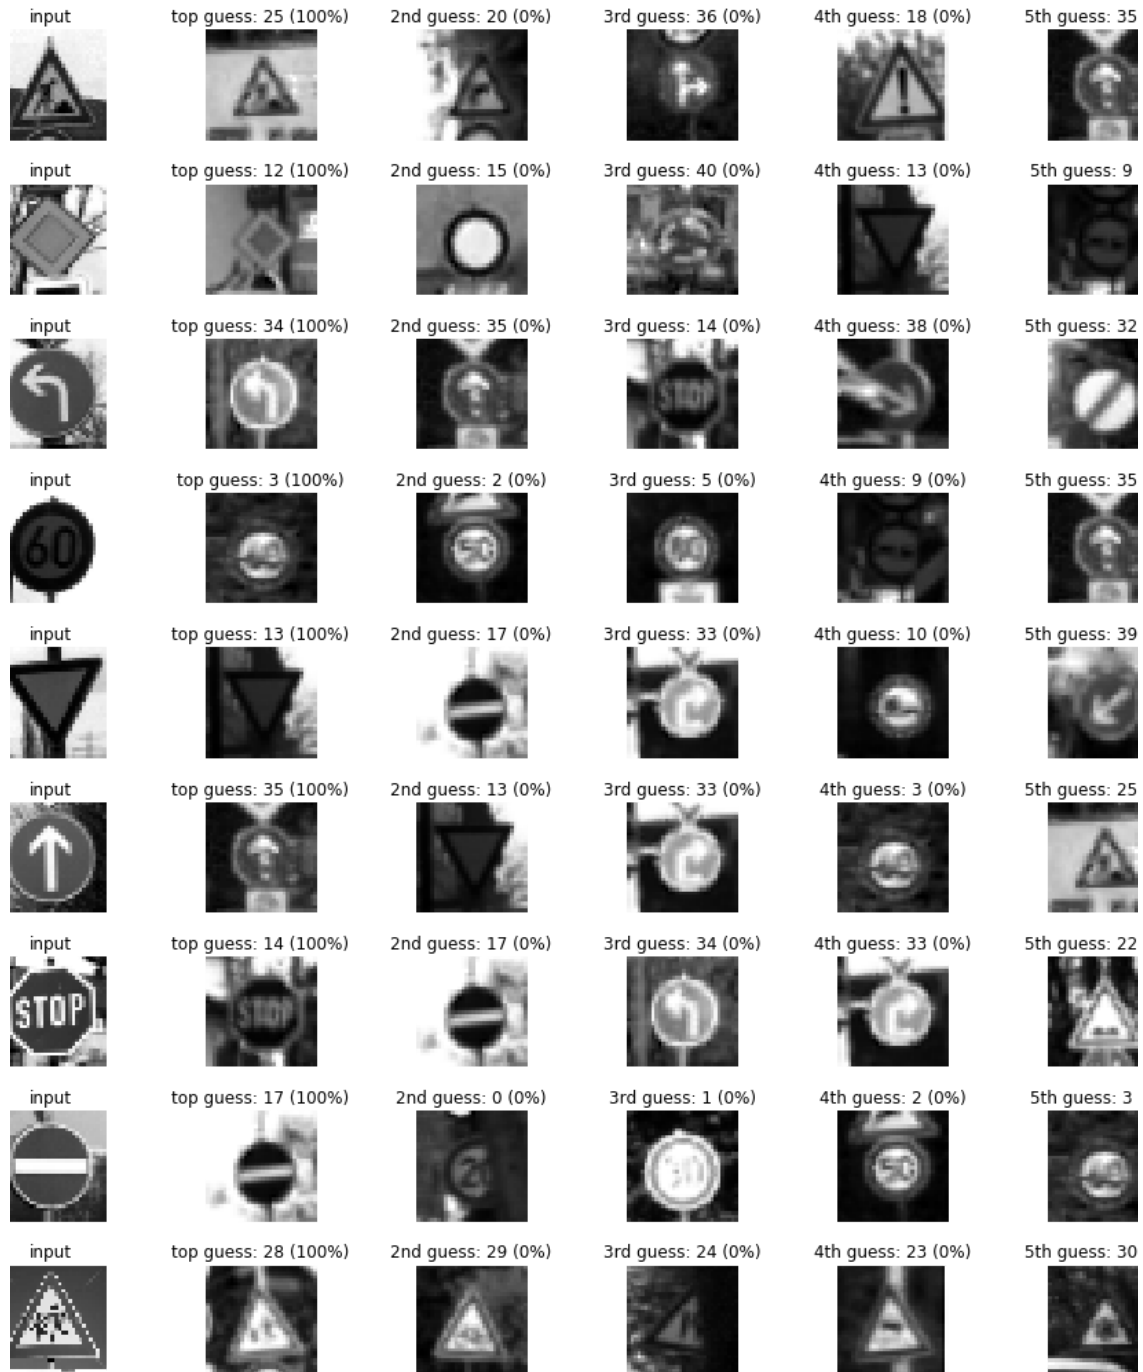 input top guess: 25 (100%) 2nd guess: 20 (0%) 3rd guess: 36 (0%) 4th guess: 18 (0%) 5th guess: 35
input top guess: 12 (100%) 2nd guess: 15 (0%) 3rd guess: 40 (0%) 4th guess: 13 (0%) 5th guess: 9
input top guess: 34 (100%) 2nd guess: 35 (0%) 3rd guess: 14 (0%) 4th guess: 38 (0%) 5th guess: 32
STOP
input top guess: 3 (100%) 2nd guess: 2 (0%) 3rd guess: 5 (0%) 4th guess: 9 (0%) 5th guess: 35
60 50
input top guess: 13 (100%) 2nd guess: 17 (0%) 3rd guess: 33 (0%) 4th guess: 10 (0%) 5th guess: 39
input top guess: 35 (100%) 2nd guess: 13 (0%) 3rd guess: 33 (0%) 4th guess: 3 (0%) 5th guess: 25
input top guess: 14 (100%) 2nd guess: 17 (0%) 3rd guess: 34 (0%) 4th guess: 33 (0%) 5th guess: 22
STOP STOP
input top guess: 17 (100%) 2nd guess: 0 (0%) 3rd guess: 1 (0%) 4th guess: 2 (0%) 5th guess: 3
50
input top guess: 28 (100%) 2nd guess: 29 (0%) 3rd guess: 24 (0%) 4th guess: 23 (0%) 5th guess: 30